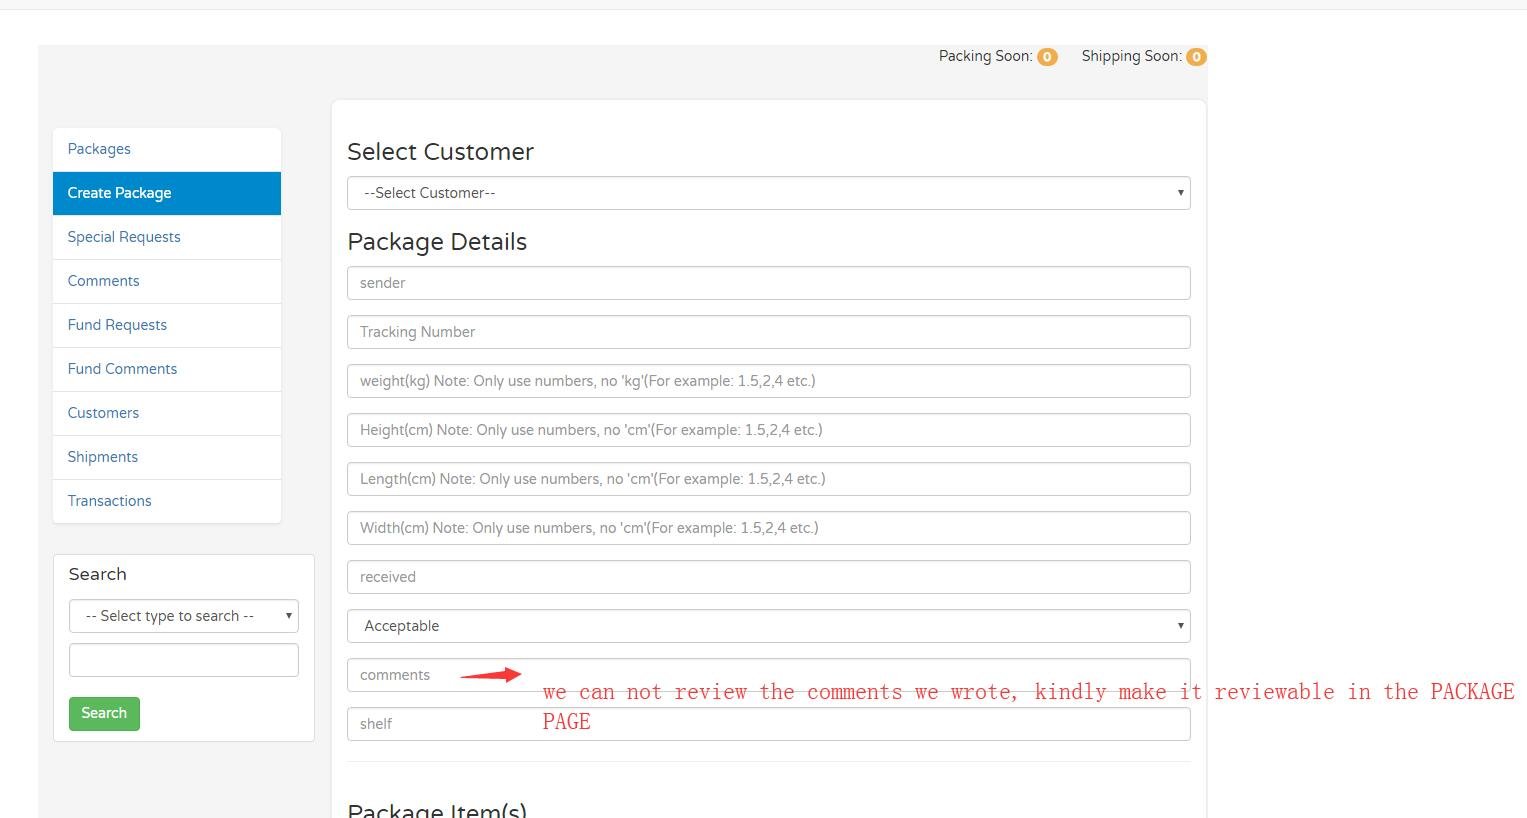 Packing Soon: 0 Shipping Soon: 0
Packages
Create Package
Special Requests
Comments
Fund Requests
Fund Comments
Customers
Shipments
Transactions
Search
-- Select type to search --
Search
Select Customer
--Select Customer--
Package Details
sender
Tracking Number
weight(kg) Note: Only use numbers, no 'kg'(For example: 1.5,2,4 etc.)
Height(cm) Note: Only use numbers, no 'cm'(For example: 1.5,2,4 etc.)
Length(cm) Note: Only use numbers, no 'cm'(For example: 1.5,2,4 etc.)
Width(cm) Note: Only use numbers, no 'cm'(For example: 1.5,2,4 etc.)
received
Acceptable
comments
we can not review the comments we wrote, kindly make it reviewable in the PACKAGE
PAGE
shelf
Package Item(s)